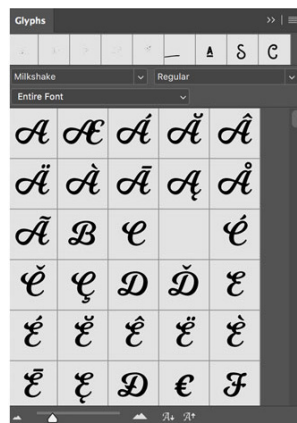 Glyphs
_ A S C
Milkshake Regular
Entire Font
A Æ Á Ă Â
Ä À Ā Ą Å
Ã B C É
Č Ç D Ď E
É Ĕ Ê Ë È
Ē Ę Đ € F